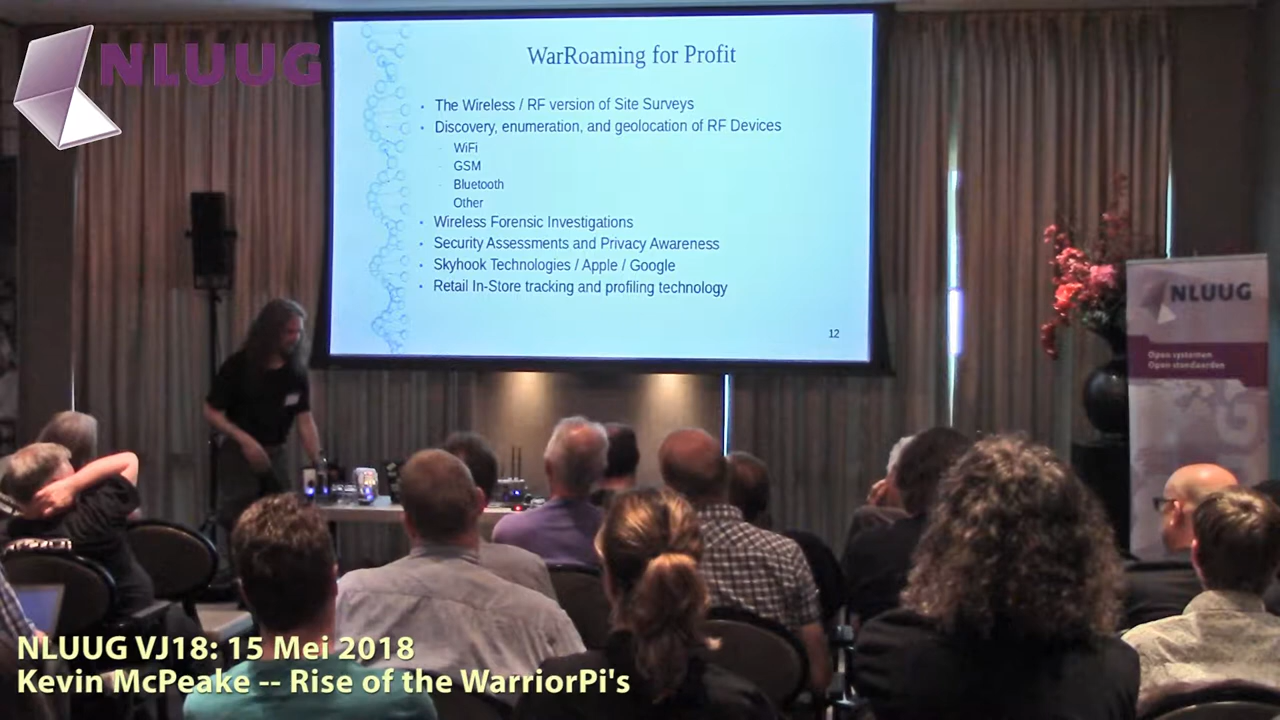 NLUUG
WarRoaming for Profit
The Wireless / RF version of Site Surveys
Discovery, enumeration, and geolocation of RF Devices
WiFi
GSM
Bluetooth
Other
Wireless Forensic Investigations
Security Assessments and Privacy Awareness
Skyhook Technologies / Apple / Google
Retail In-Store tracking and profiling technology
12
NLUUG
Open systemen
Open standaarden
NLUUG VJ18: 15 Mei 2018
Kevin McPeake -- Rise of the WarriorPi's